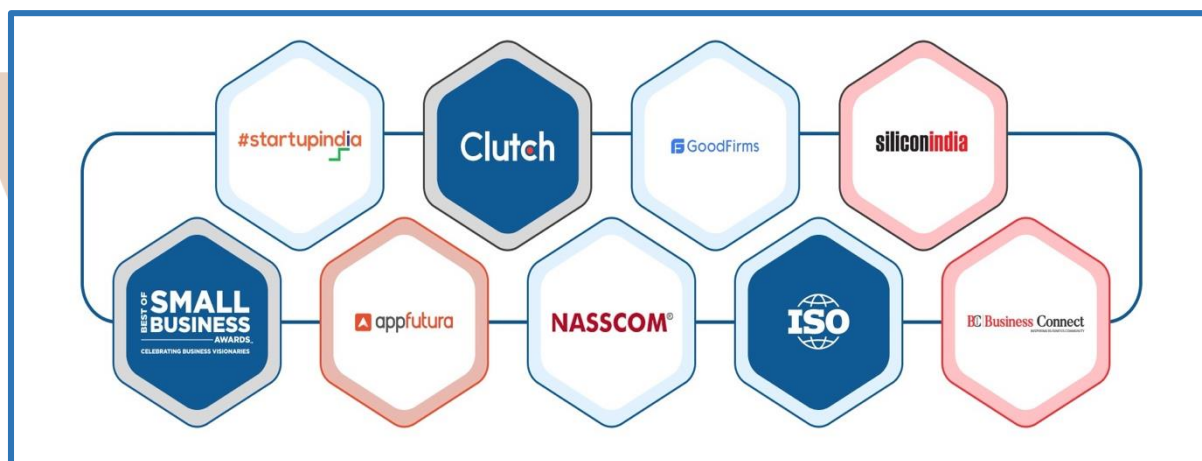 #startupindia
Clutch
GoodFirms
siliconindia
BEST OF
SMALL
BUSINESS
AWARDS
CELEBRATING BUSINESS VISIONARIES
appfutura
NASSCOM®
ISO
BC Business Connect